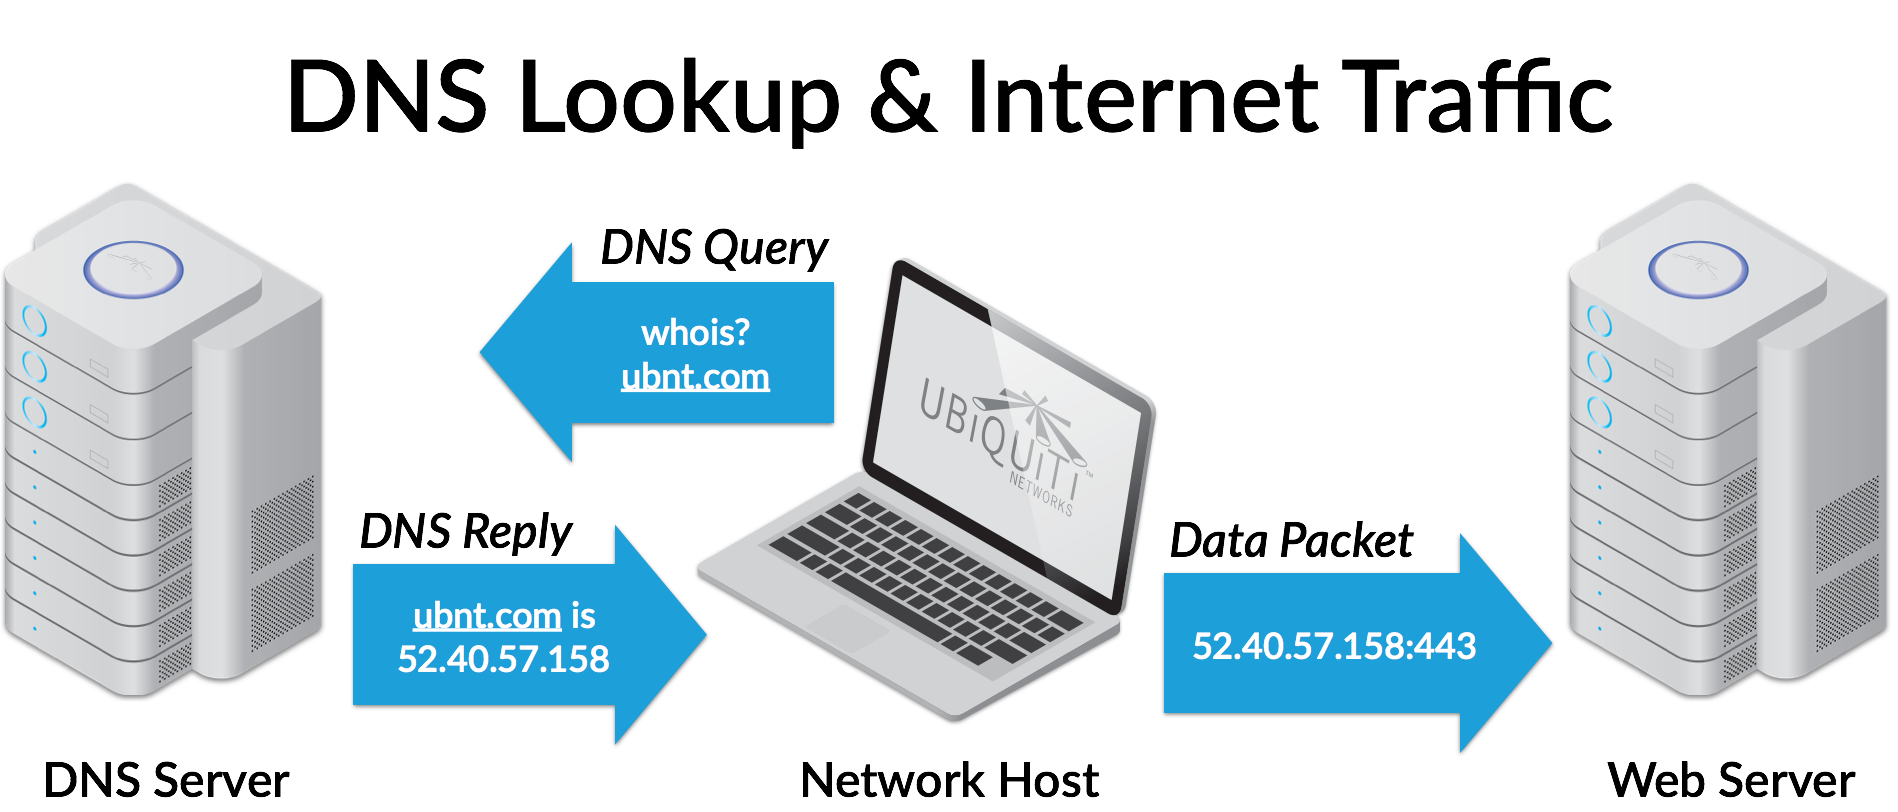 DNS Lookup & Internet Traffic
DNS Query
whois?
ubnt.com
UBiQUiTi™
NETWORKS
DNS Reply
ubnt.com is
52.40.57.158
Data Packet
52.40.57.158:443
DNS Server
Network Host
Web Server